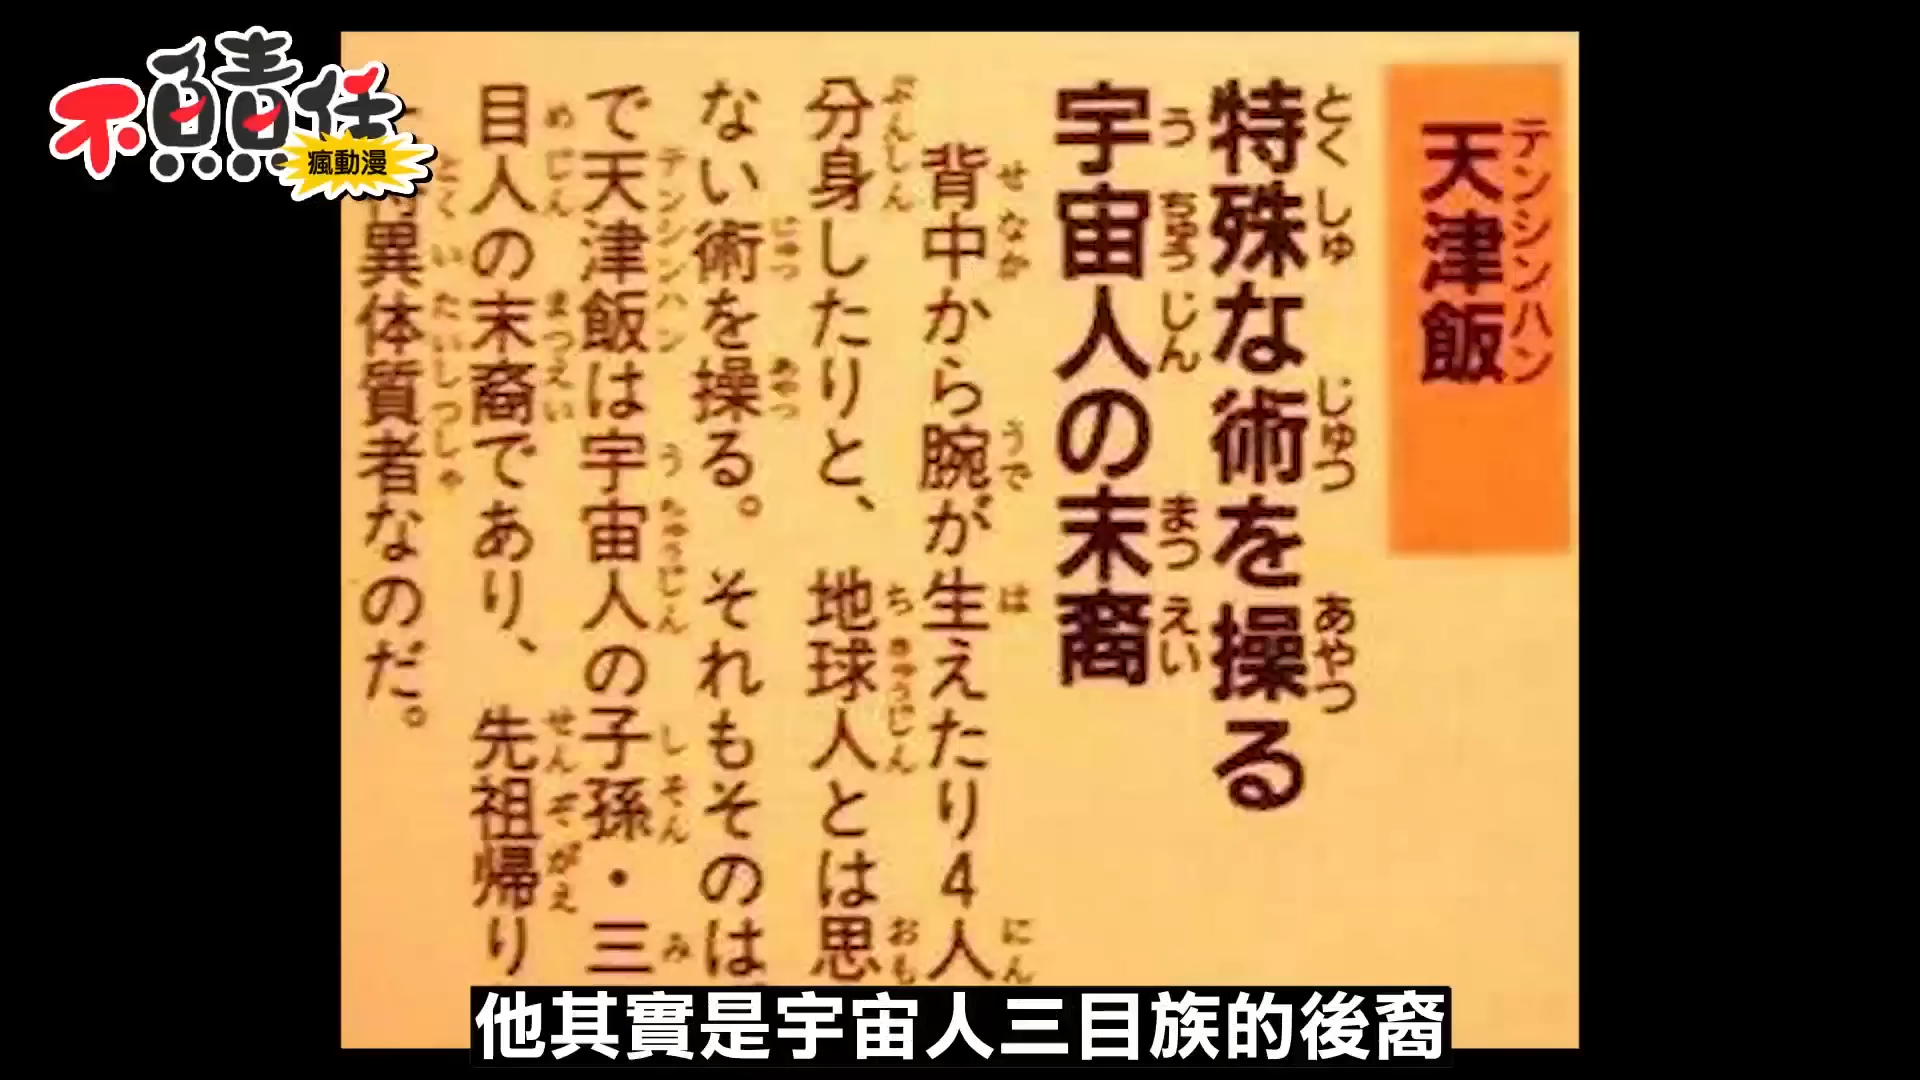 不負責任
瘋動漫
天津飯
テンシンハン
特殊な術を操る
とくしゅ じゅつ あやつ
宇宙人の末裔
うちゅうじん まつえい
背中から腕が生えたり4人
せなか うで は にん
分身したりと、地球人とは思
ぶんしん ちきゅうじん おも
ない術を操る。それもそのは
じゅつ あやつ
で天津飯は宇宙人の子孫・三
テンシンハン うちゅうじん しそん み
目人の末裔であり、先祖帰り
めじん まつえい せんぞがえ
異体質者なのだ。
とくいたいしつしゃ
他其實是宇宙人三目族的後裔